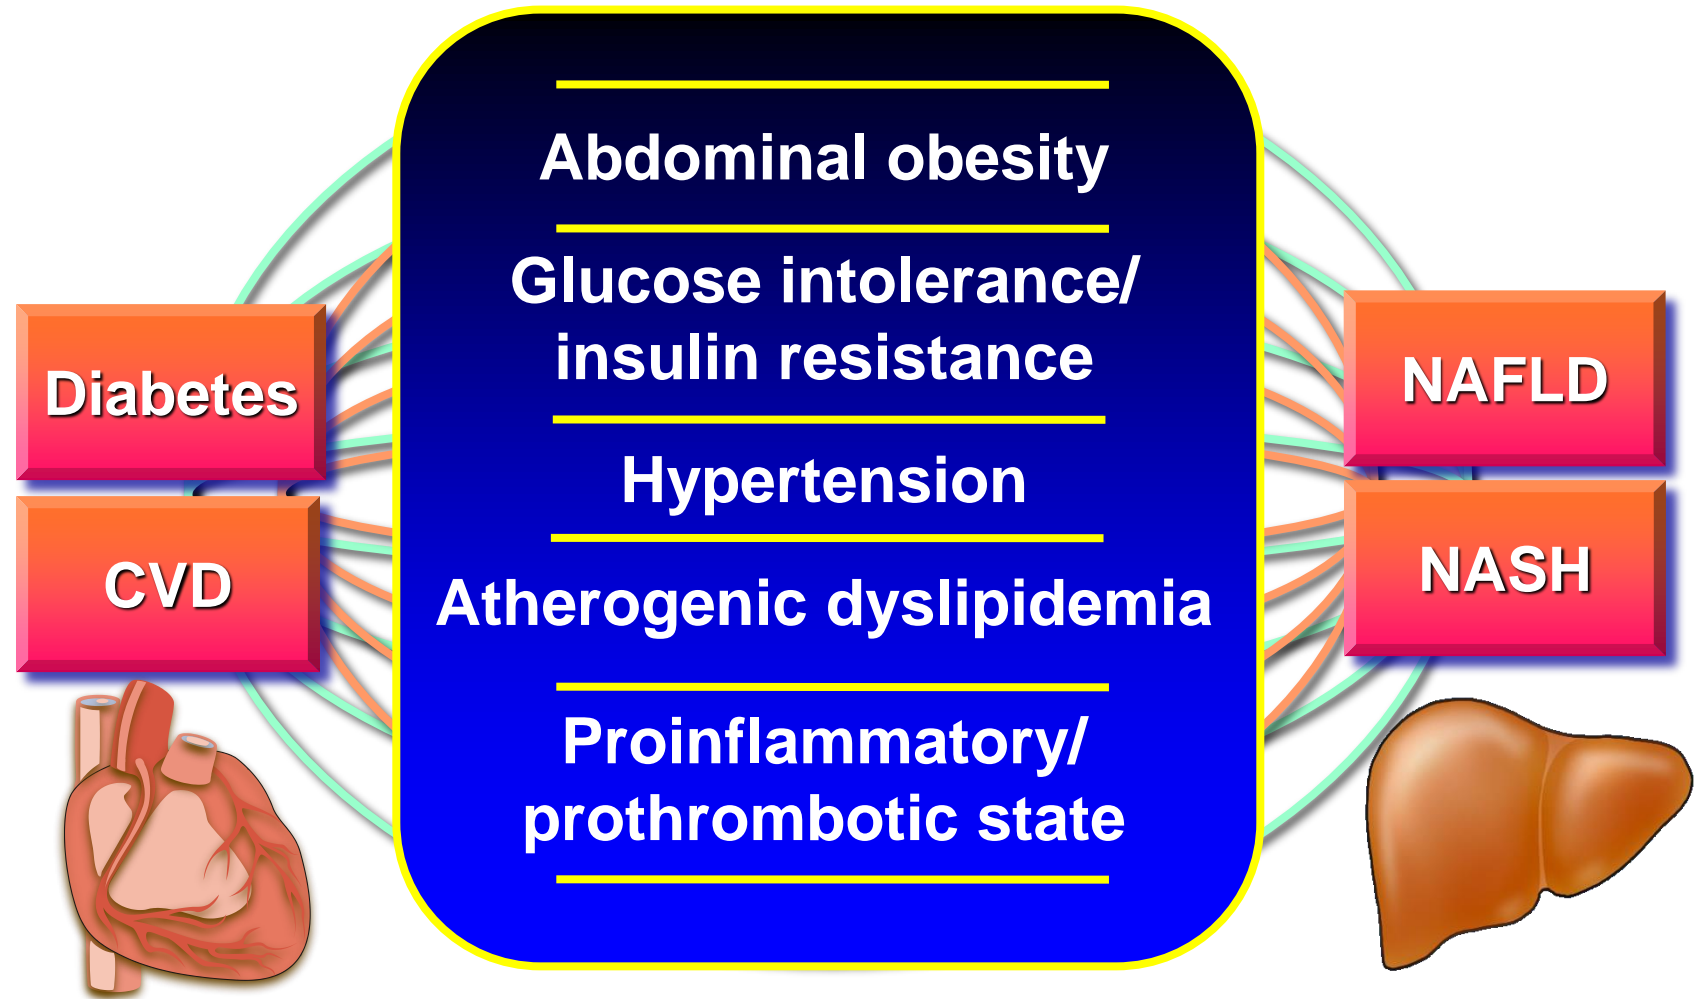 Abdominal obesity
Glucose intolerance/
insulin resistance
Hypertension
Atherogenic dyslipidemia
Proinflammatory/
prothrombotic state
Diabetes
CVD
NAFLD
NASH